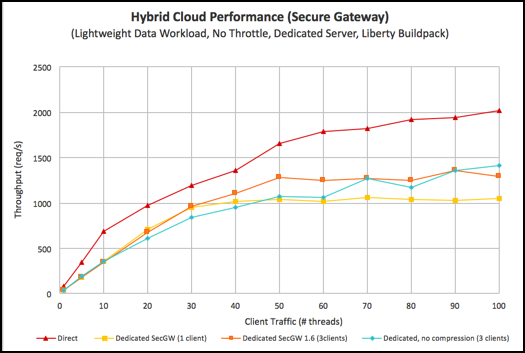 Hybrid Cloud Performance (Secure Gateway)
(Lightweight Data Workload, No Throttle, Dedicated Server, Liberty Buildpack)
2500
2000
1500
1000
500
0
Throughput (req/s)
1
10
20
30
40
50
60
70
80
90
100
Client Traffic (# threads)
Direct
Dedicated SecGW (1 client)
Dedicated SecGW 1.6 (3clients)
Dedicated, no compression (3 clients)